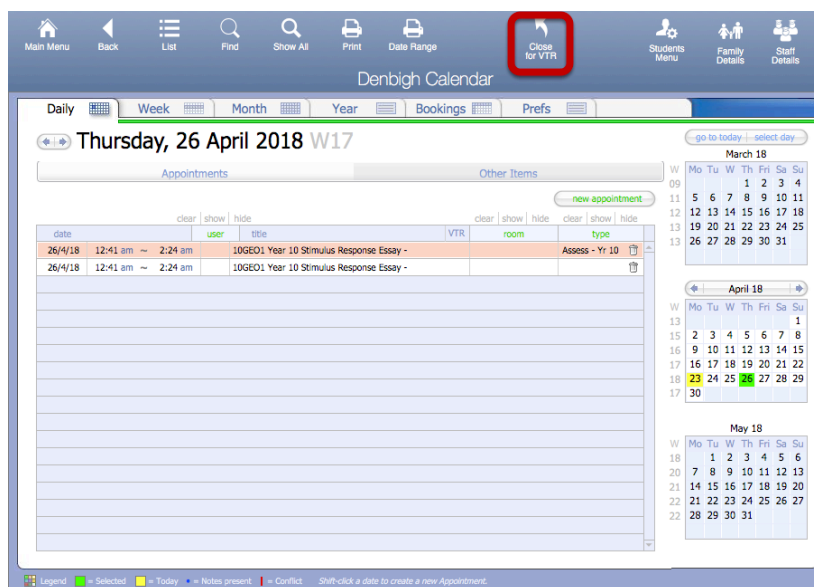 Main Menu Back List Find Show All Print Date Range Close for VTR Students Menu Family Details Staff Details
Denbigh Calendar
Daily Week Month Year Bookings Prefs
Thursday, 26 April 2018 W17
go to today select day
Appointments Other Items
new appointment
clear show hide clear show hide clear show hide
date user title VTR room type
26/4/18 12:41 am ~ 2:24 am 10GEO1 Year 10 Stimulus Response Essay - Assess - Yr 10
26/4/18 12:41 am ~ 2:24 am 10GEO1 Year 10 Stimulus Response Essay -
March 18
W Mo Tu W Th Fri Sa Su
09 1 2 3 4
11 5 6 7 8 9 10 11
12 12 13 14 15 16 17 18
13 19 20 21 22 23 24 25
13 26 27 28 29 30 31
April 18
W Mo Tu W Th Fri Sa Su
13 1
15 2 3 4 5 6 7 8
16 9 10 11 12 13 14 15
17 16 17 18 19 20 21 22
18 23 24 25 26 27 28 29
17 30
May 18
W Mo Tu W Th Fri Sa Su
18 1 2 3 4 5 6
20 7 8 9 10 11 12 13
21 14 15 16 17 18 19 20
22 21 22 23 24 25 26 27
22 28 29 30 31
Legend = Selected = Today • = Notes present | = Conflict Shift-click a date to create a new Appointment.